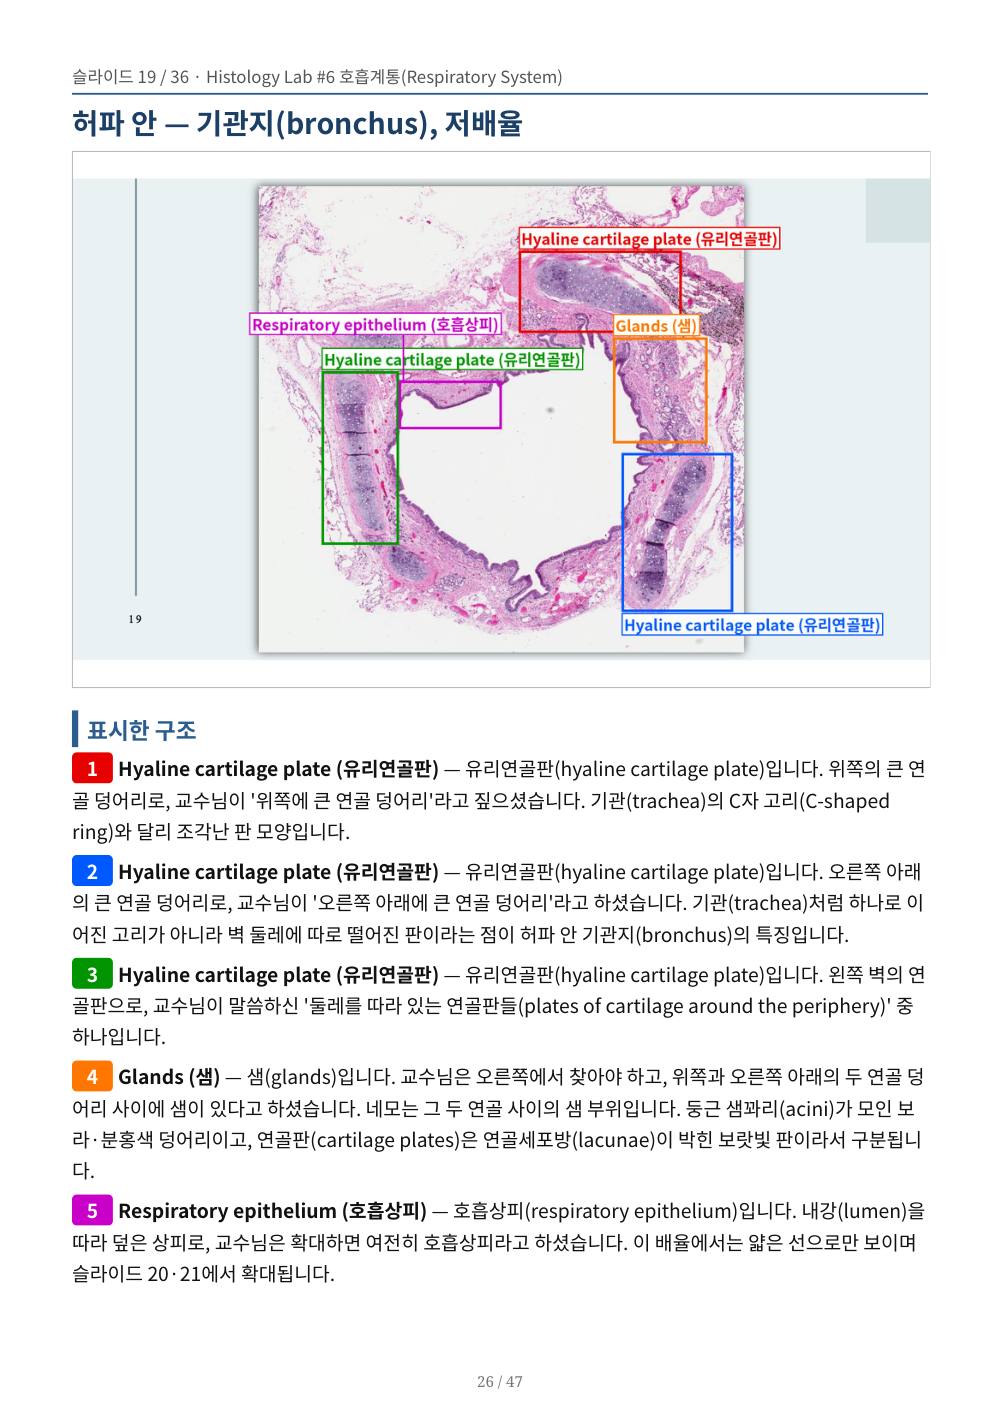 슬라이드 19 / 36 · Histology Lab #6 호흡계통(Respiratory System)
허파 안 — 기관지(bronchus), 저배율
Hyaline cartilage plate (유리연골판)
Respiratory epithelium (호흡상피)
Glands (샘)
Hyaline cartilage plate (유리연골판)
19
Hyaline cartilage plate (유리연골판)
표시한 구조
1 Hyaline cartilage plate (유리연골판) — 유리연골판(hyaline cartilage plate)입니다. 위쪽의 큰 연
골 덩어리로, 교수님이 '위쪽에 큰 연골 덩어리'라고 짚으셨습니다. 기관(trachea)의 C자 고리(C-shaped
ring)와 달리 조각난 판 모양입니다.
2 Hyaline cartilage plate (유리연골판) — 유리연골판(hyaline cartilage plate)입니다. 오른쪽 아래
의 큰 연골 덩어리로, 교수님이 '오른쪽 아래에 큰 연골 덩어리'라고 하셨습니다. 기관(trachea)처럼 하나로 이
어진 고리가 아니라 벽 둘레에 따로 떨어진 판이라는 점이 허파 안 기관지(bronchus)의 특징입니다.
3 Hyaline cartilage plate (유리연골판) — 유리연골판(hyaline cartilage plate)입니다. 왼쪽 벽의 연
골판으로, 교수님이 말씀하신 '둘레를 따라 있는 연골판들(plates of cartilage around the periphery)' 중
하나입니다.
4 Glands (샘) — 샘(glands)입니다. 교수님은 오른쪽에서 찾아야 하고, 위쪽과 오른쪽 아래의 두 연골 덩
어리 사이에 샘이 있다고 하셨습니다. 네모는 그 두 연골 사이의 샘 부위입니다. 둥근 샘꽈리(acini)가 모인 보
라·분홍색 덩어리이고, 연골판(cartilage plates)은 연골세포방(lacunae)이 박힌 보랏빛 판이라서 구분됩니
다.
5 Respiratory epithelium (호흡상피) — 호흡상피(respiratory epithelium)입니다. 내강(lumen)을
따라 덮은 상피로, 교수님은 확대하면 여전히 호흡상피라고 하셨습니다. 이 배율에서는 얇은 선으로만 보이며
슬라이드 20·21에서 확대됩니다.
26 / 47